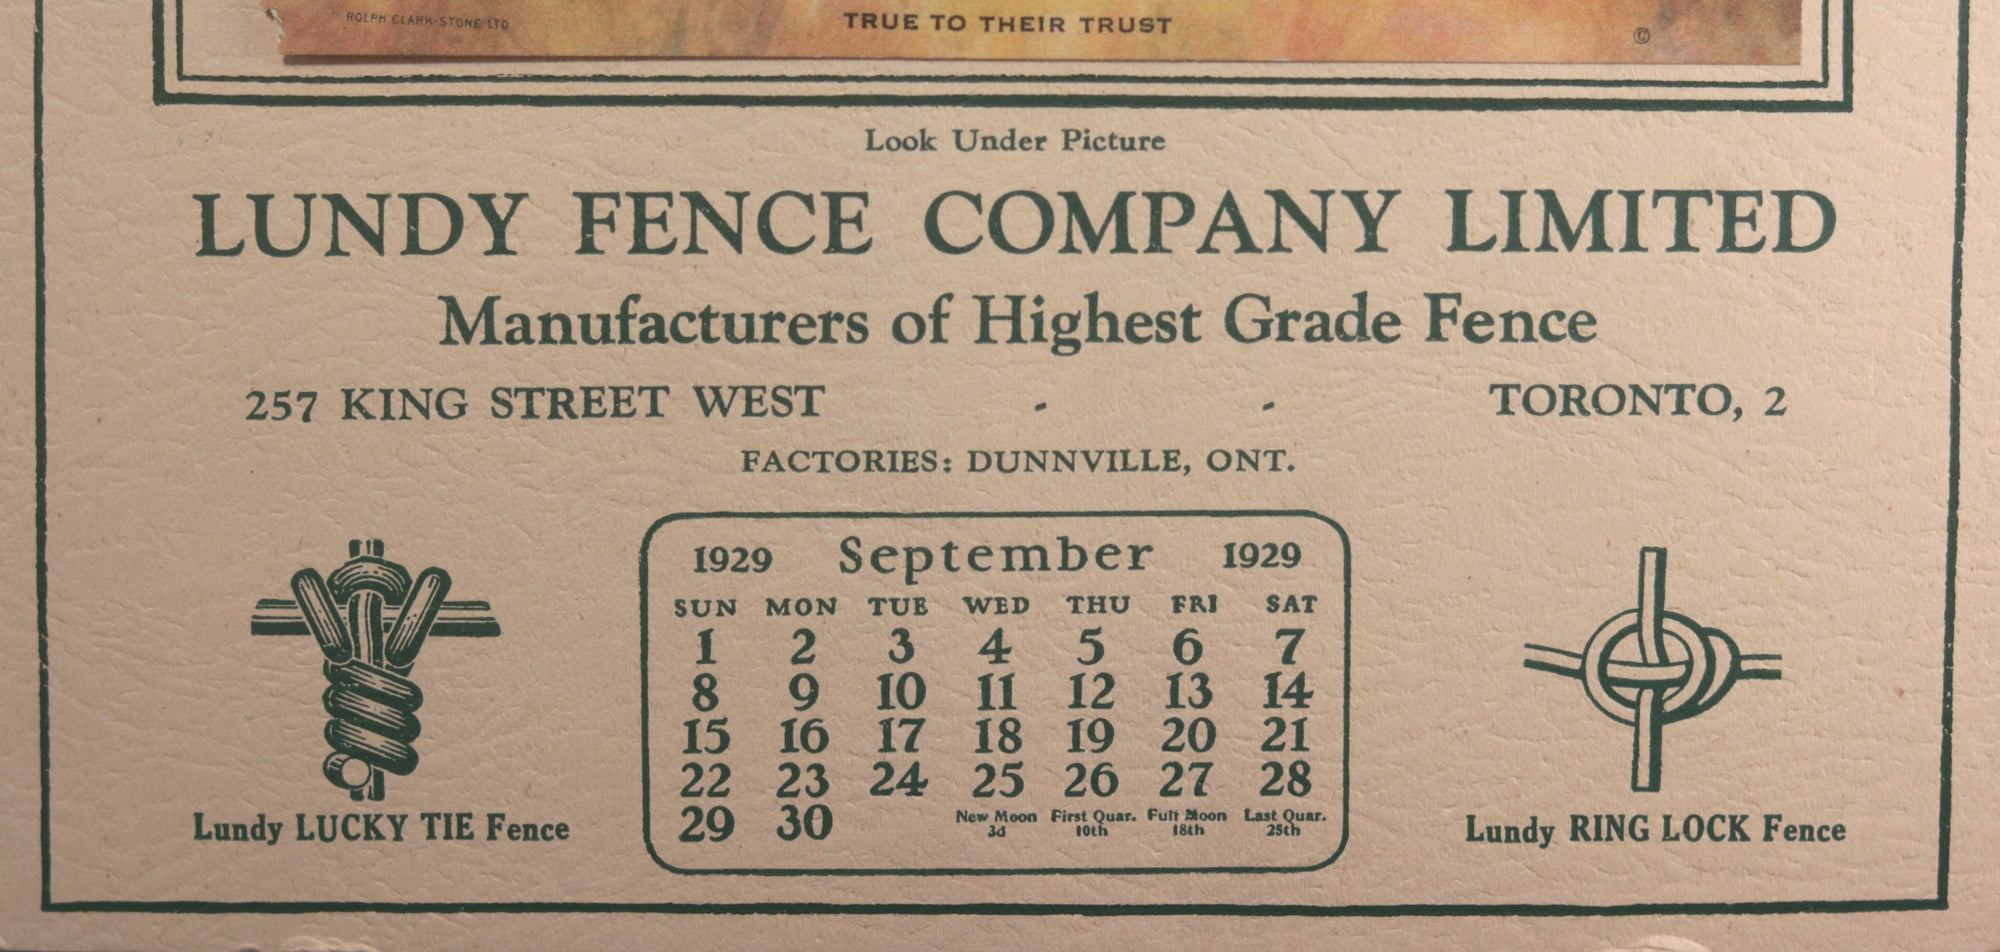 ROLPH CLARK-STONE LTD.
TRUE TO THEIR TRUST
©
Look Under Picture
LUNDY FENCE COMPANY LIMITED
Manufacturers of Highest Grade Fence
257 KING STREET WEST - - TORONTO, 2
FACTORIES: DUNNVILLE, ONT.
1929 September 1929
SUN MON TUE WED THU FRI SAT
1 2 3 4 5 6 7
8 9 10 11 12 13 14
15 16 17 18 19 20 21
22 23 24 25 26 27 28
29 30 New Moon 3d First Quar. 10th Full Moon 18th Last Quar. 25th
Lundy LUCKY TIE Fence
Lundy RING LOCK Fence